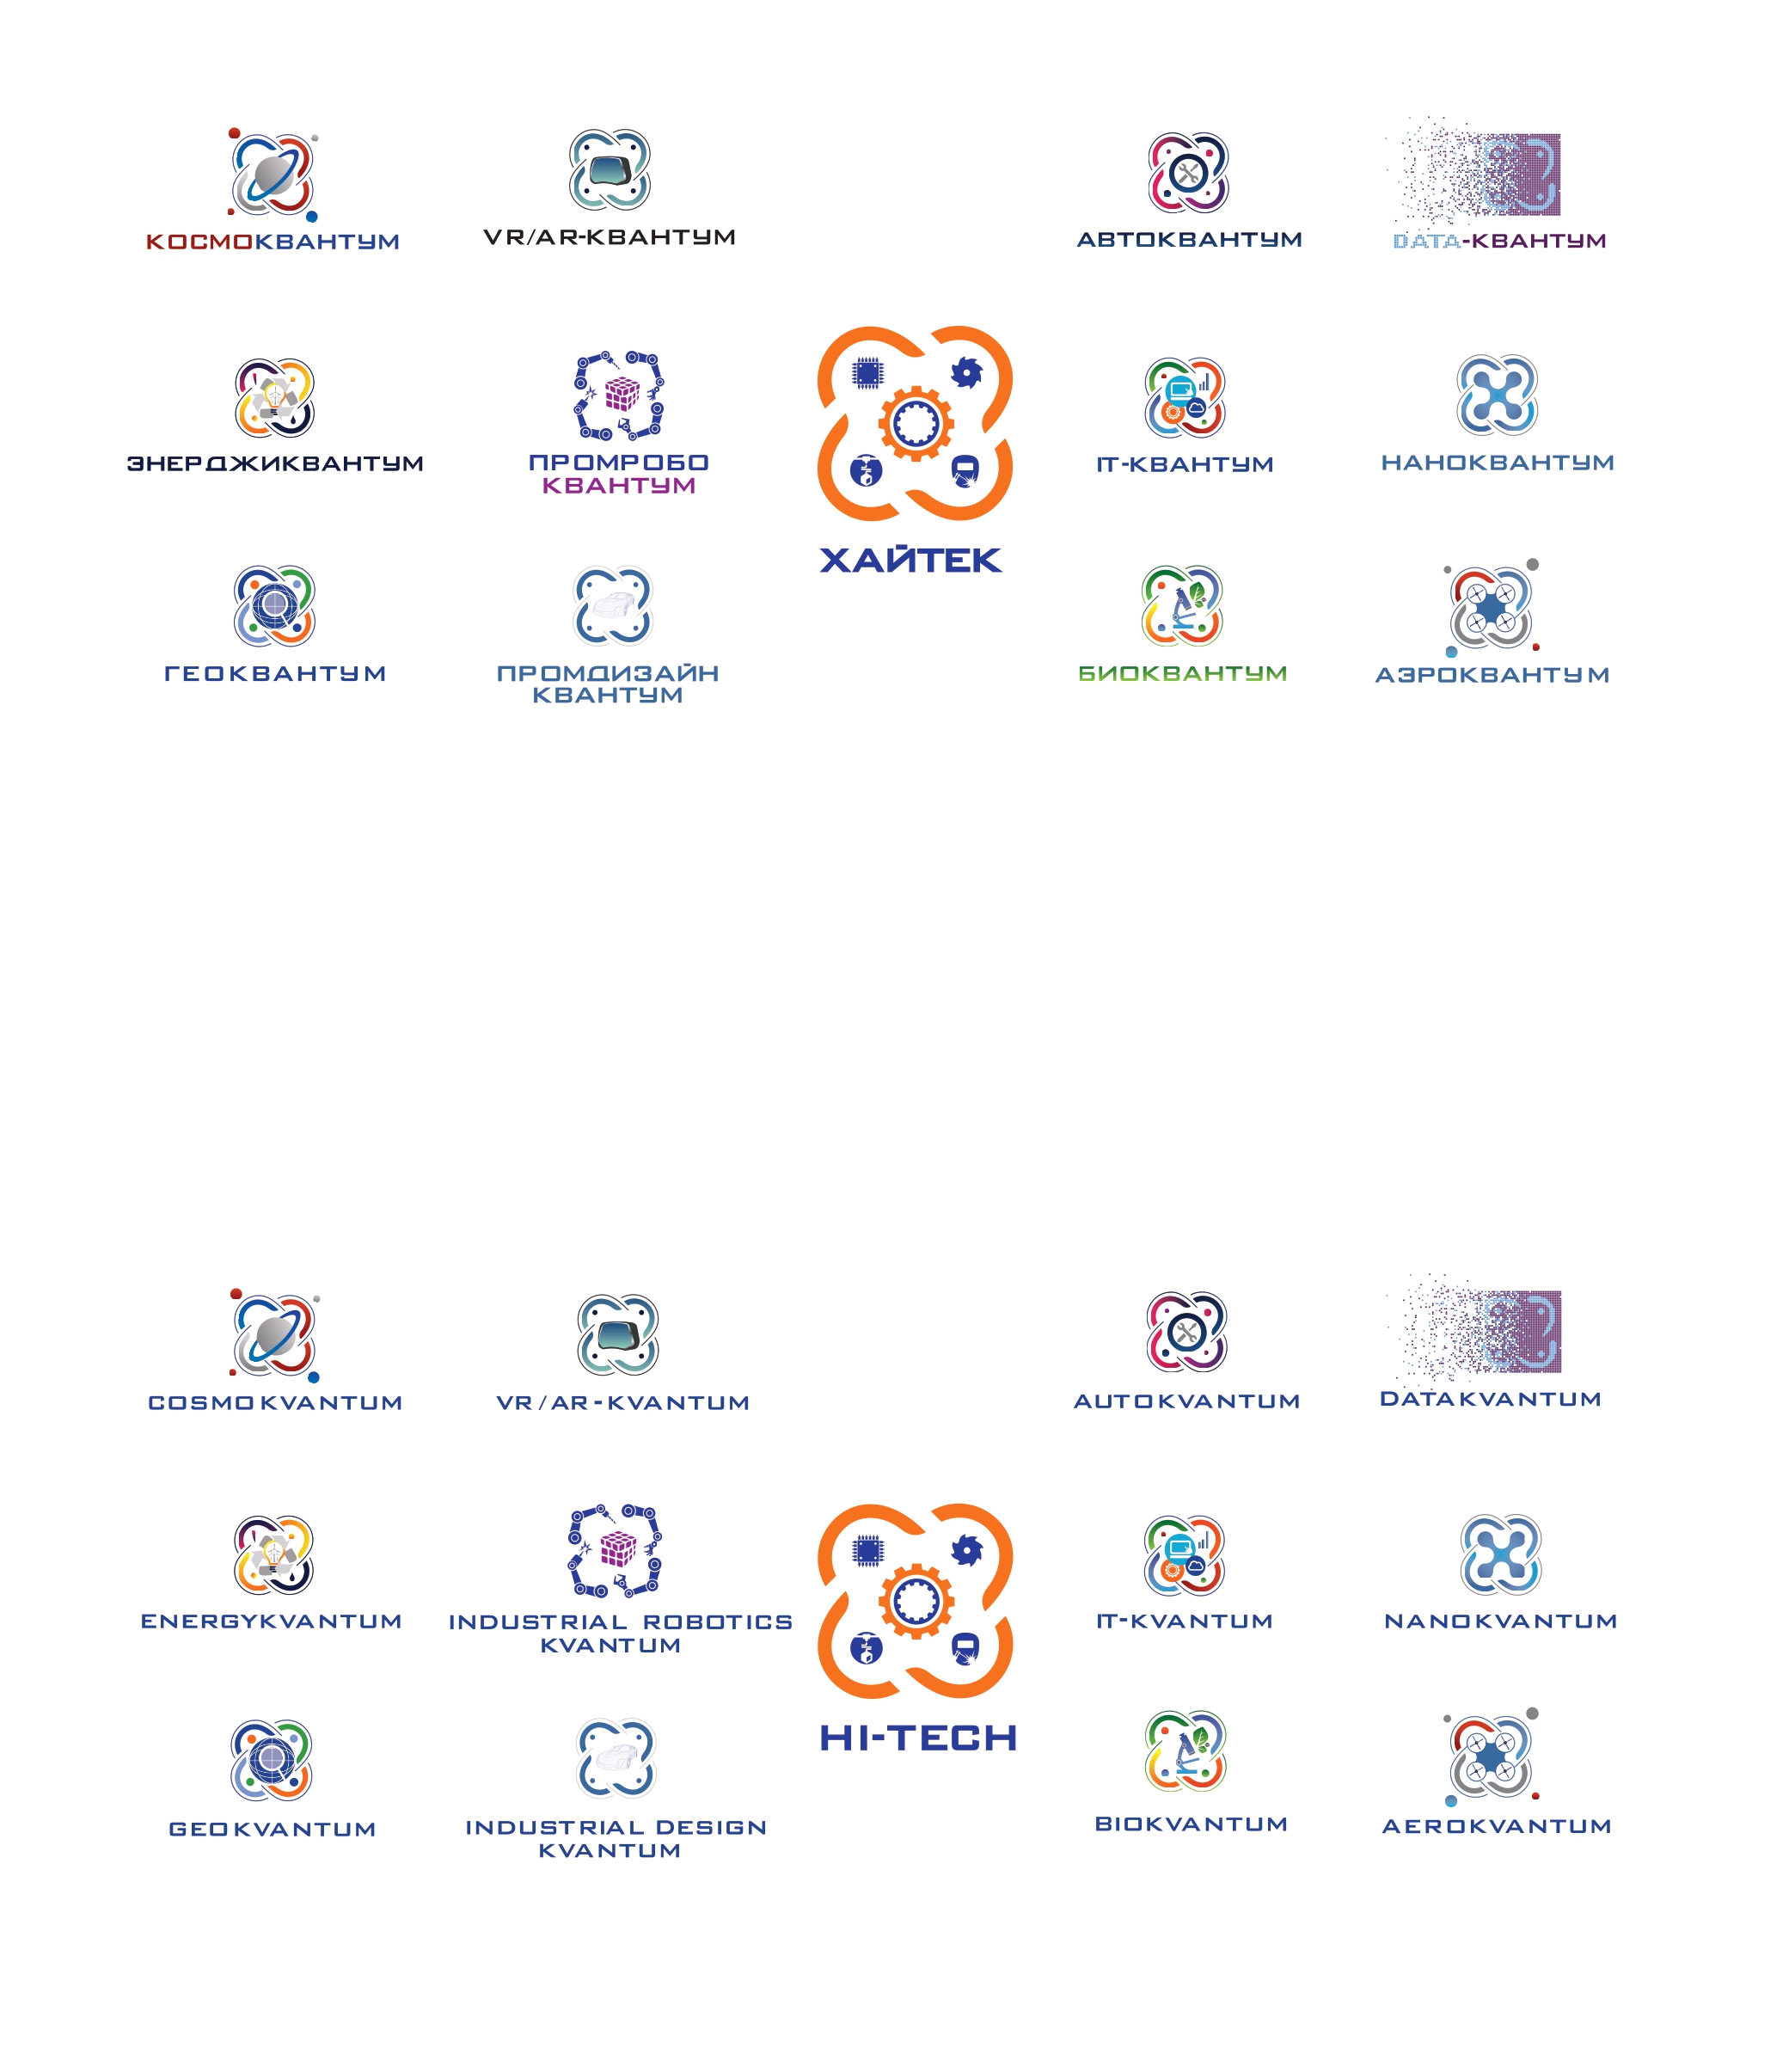 КОСМОКВАНТУМ
VR/AR-КВАНТУМ
АВТОКВАНТУМ
DATA-КВАНТУМ
ЭНЕРДЖИКВАНТУМ
ПРОМРОБО
КВАНТУМ
ХАЙТЕК
IT-КВАНТУМ
НАНОКВАНТУМ
ГЕОКВАНТУМ
ПРОМДИЗАЙН
КВАНТУМ
БИОКВАНТУМ
АЭРОКВАНТУМ
COSMOKVANTUM
VR/AR-KVANTUM
AUTOKVANTUM
DATAKVANTUM
ENERGYKVANTUM
INDUSTRIAL ROBOTICS
KVANTUM
HI-TECH
IT-KVANTUM
NANOKVANTUM
GEOKVANTUM
INDUSTRIAL DESIGN
KVANTUM
BIOKVANTUM
AEROKVANTUM